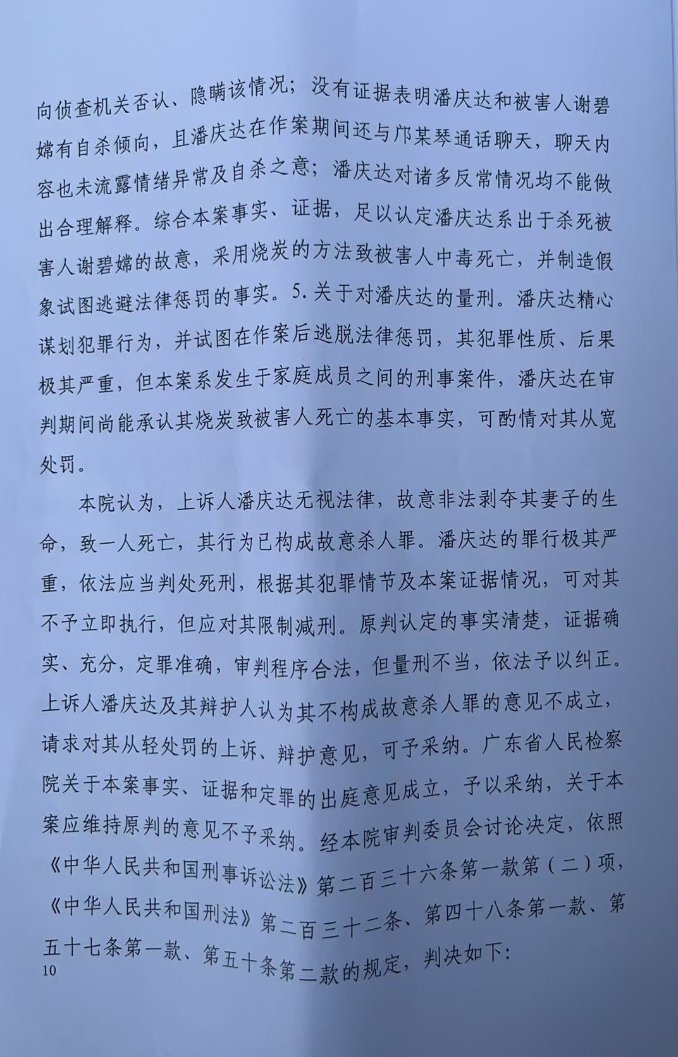 向侦查机关否认、隐瞒该情况；没有证据表明潘庆达和被害人谢碧
嫦有自杀倾向，且潘庆达在作案期间还与邝某琴通话聊天，聊天内
容也未流露情绪异常及自杀之意；潘庆达对诸多反常情况均不能做
出合理解释。综合本案事实、证据，足以认定潘庆达系出于杀死被
害人谢碧嫦的故意，采用烧炭的方法致被害人中毒死亡，并制造假
象试图逃避法律惩罚的事实。5.关于对潘庆达的量刑。潘庆达精心
谋划犯罪行为，并试图在作案后逃脱法律惩罚，其犯罪性质、后果
极其严重，但本案系发生于家庭成员之间的刑事案件，潘庆达在审
判期间尚能承认其烧炭致被害人死亡的基本事实，可酌情对其从宽
处罚。
本院认为，上诉人潘庆达无视法律，故意非法剥夺其妻子的生
命，致一人死亡，其行为已构成故意杀人罪。潘庆达的罪行极其严
重，依法应当判处死刑，根据其犯罪情节及本案证据情况，可对其
不予立即执行，但应对其限制减刑。原判认定的事实清楚，证据确
实、充分，定罪准确，审判程序合法，但量刑不当，依法予以纠正。
上诉人潘庆达及其辩护人认为其不构成故意杀人罪的意见不成立，
请求对其从轻处罚的上诉、辩护意见，可予采纳。广东省人民检察
院关于本案事实、证据和定罪的出庭意见成立，予以采纳，关于本
案应维持原判的意见不予采纳。经本院审判委员会讨论决定，依照
《中华人民共和国刑事诉讼法》第二百三十六条第一款第（二）项，
《中华人民共和国刑法》第二百三十二条、第四十八条第一款、第
五十七条第一款、第五十条第二款的规定，判决如下：
10